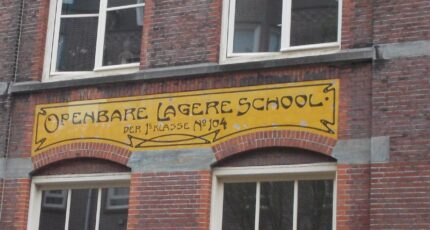 OPENBARE LAGERE SCHOOL.
DER 1E KLASSE No 104